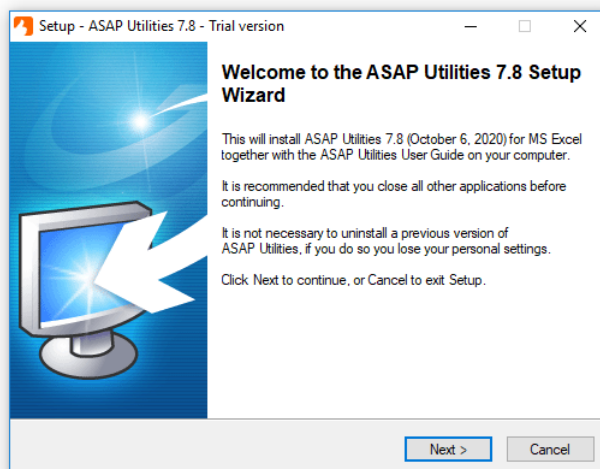 Setup - ASAP Utilities 7.8 - Trial version
Welcome to the ASAP Utilities 7.8 Setup
Wizard
This will install ASAP Utilities 7.8 (October 6, 2020) for MS Excel
together with the ASAP Utilities User Guide on your computer.
It is recommended that you close all other applications before
continuing.
It is not necessary to uninstall a previous version of
ASAP Utilities, if you do so you lose your personal settings.
Click Next to continue, or Cancel to exit Setup.
Next >
Cancel